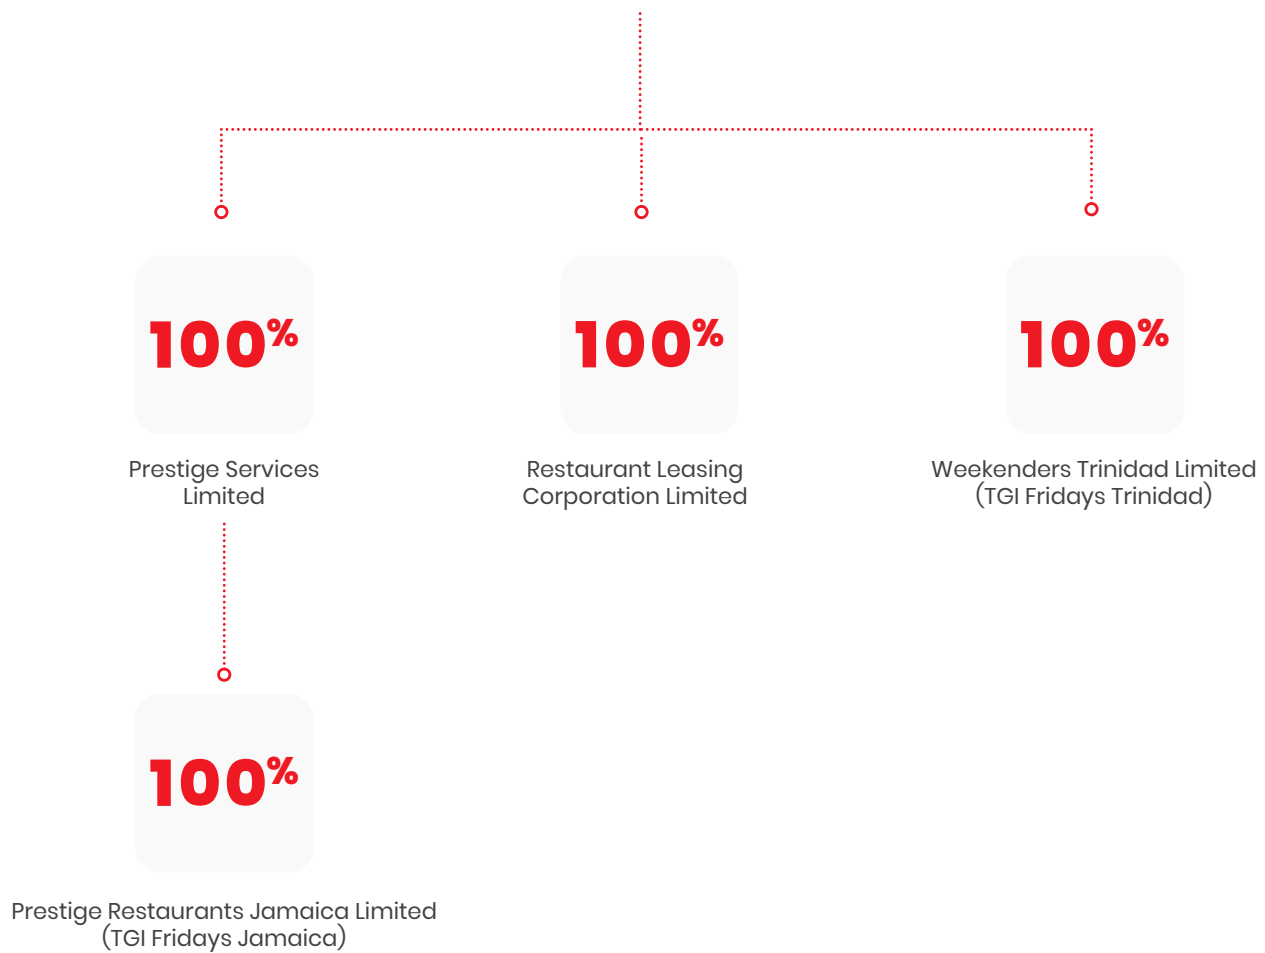 100%
100%
100%
Prestige Services
Limited
Restaurant Leasing
Corporation Limited
Weekenders Trinidad Limited
(TGI Fridays Trinidad)
100%
Prestige Restaurants Jamaica Limited
(TGI Fridays Jamaica)